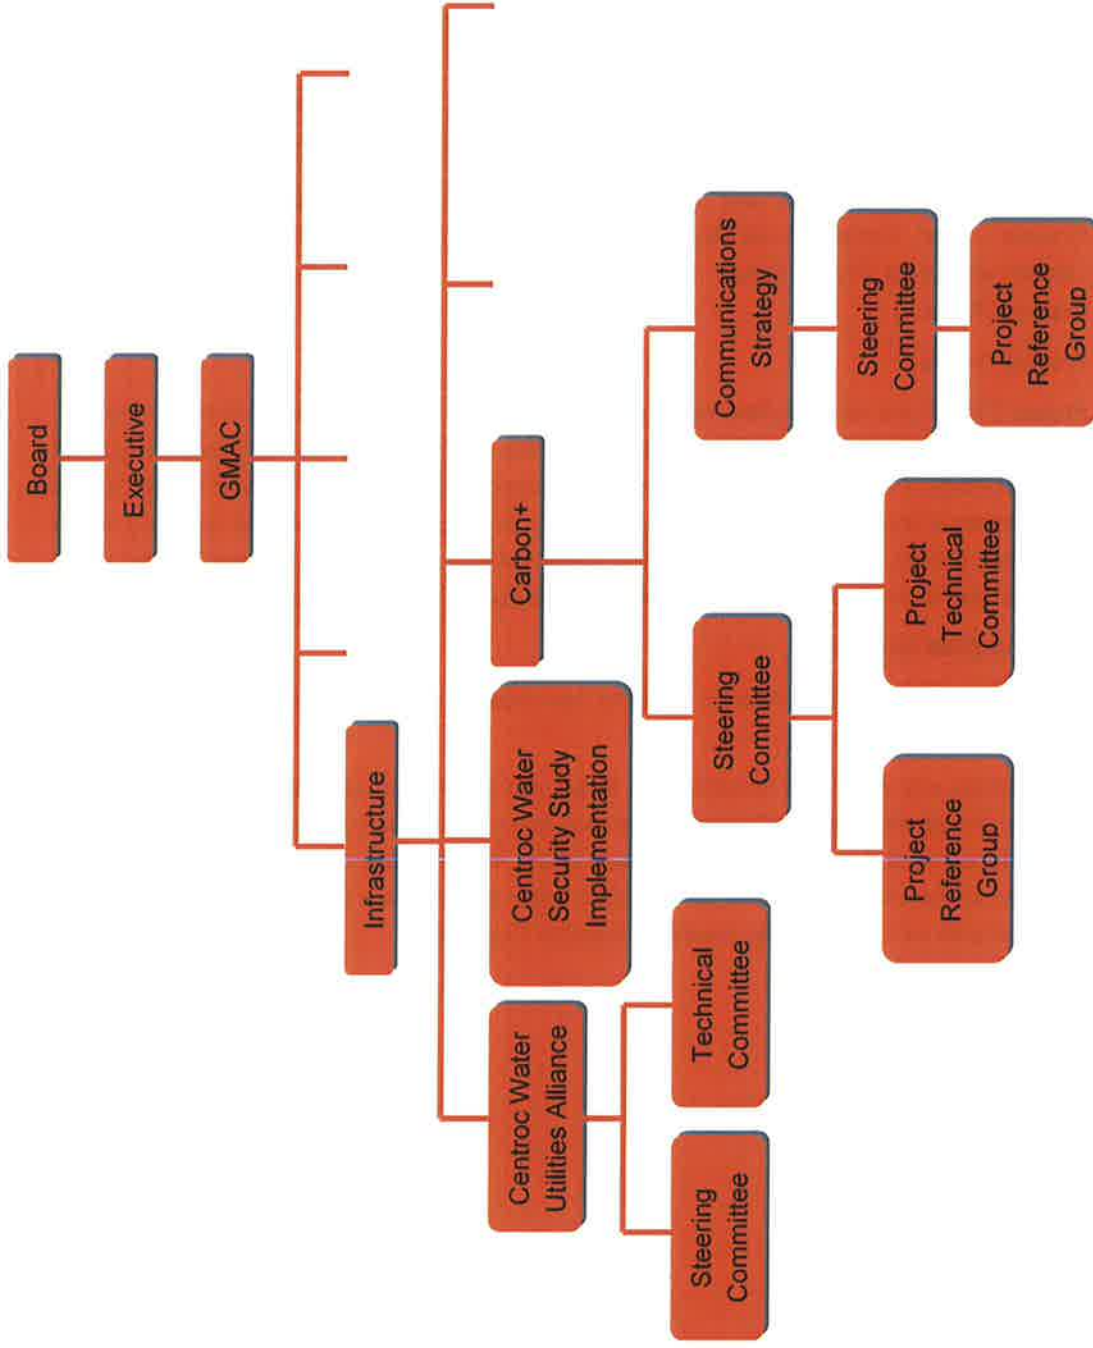 Board
Executive
GMAC
Infrastructure
Centroc Water
Utilities Alliance
Centroc Water
Security Study
Implementation
Carbon+
Steering
Committee
Technical
Committee
Steering
Committee
Communications
Strategy
Project
Reference
Group
Project
Technical
Committee
Steering
Committee
Project
Reference
Group